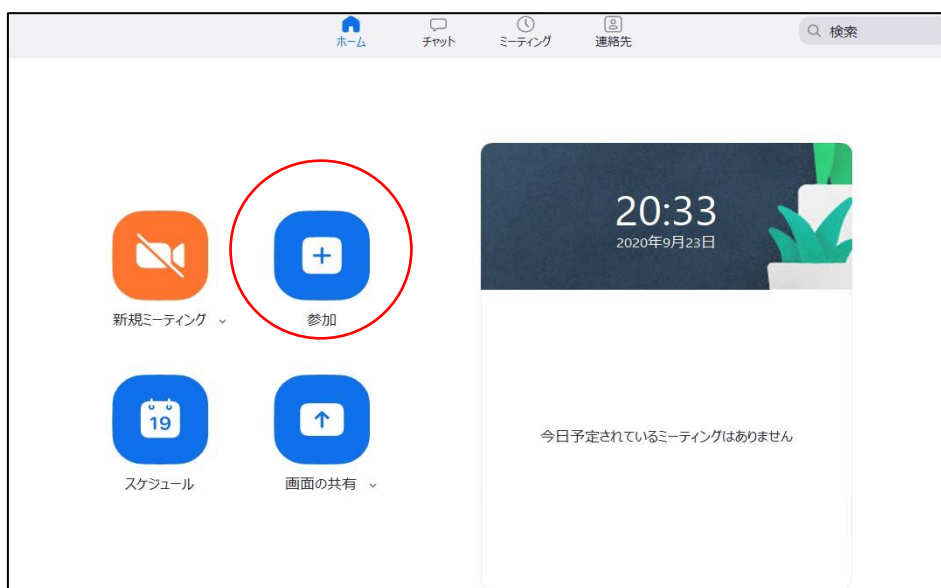 ホーム
チャット
ミーティング
連絡先
検索
20:33
2020年9月23日
新規ミーティング
参加
19
スケジュール
画面の共有
今日予定されているミーティングはありません